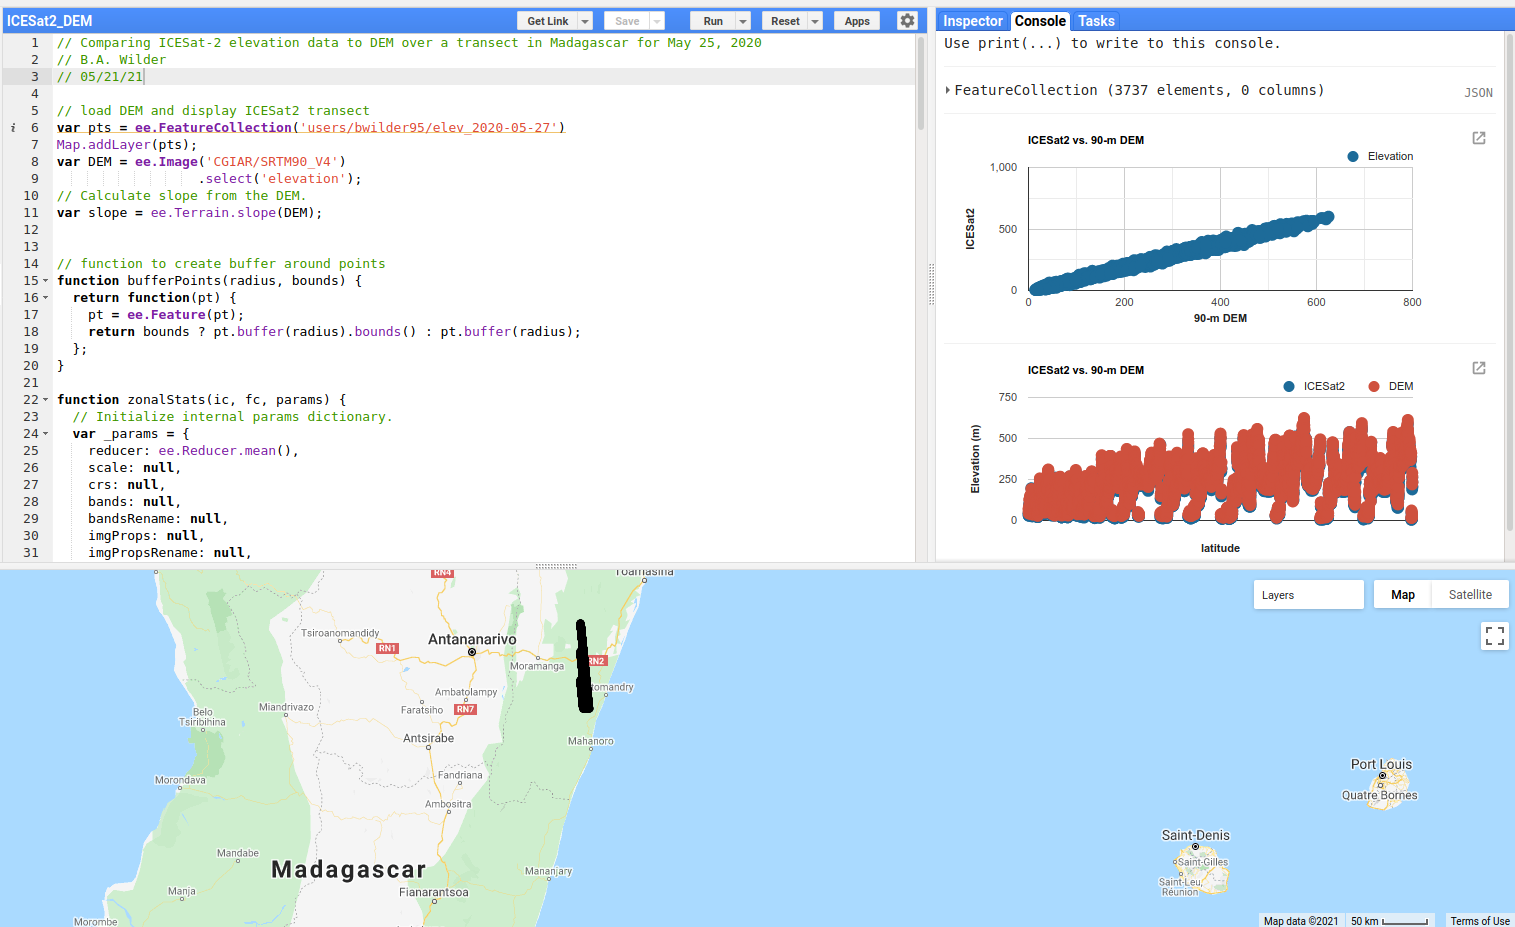 ICESat2_DEM
Get Link
Save
Run
Reset
Apps
1 // Comparing ICESat-2 elevation data to DEM over a transect in Madagascar for May 25, 2020
2 // B.A. Wilder
3 // 05/21/21
4
5 // load DEM and display ICESat2 transect
i 6 var pts = ee.FeatureCollection('users/bwilder95/elev_2020-05-27')
7 Map.addLayer(pts);
8 var DEM = ee.Image('CGIAR/SRTM90_V4')
9 .select('elevation');
10 // Calculate slope from the DEM.
11 var slope = ee.Terrain.slope(DEM);
12
13
14 // function to create buffer around points
15 function bufferPoints(radius, bounds) {
16 return function(pt) {
17 pt = ee.Feature(pt);
18 return bounds ? pt.buffer(radius).bounds() : pt.buffer(radius);
19 };
20 }
21
22 function zonalStats(ic, fc, params) {
23 // Initialize internal params dictionary.
24 var _params = {
25 reducer: ee.Reducer.mean(),
26 scale: null,
27 crs: null,
28 bands: null,
29 bandsRename: null,
30 imgProps: null,
31 imgPropsRename: null,
Inspector
Console
Tasks
Use print(...) to write to this console.
FeatureCollection (3737 elements, 0 columns)
JSON
ICESat2 vs. 90-m DEM
Elevation
1,000
500
0
ICESat2
0 200 400 600 800
90-m DEM
ICESat2 vs. 90-m DEM
ICESat2
DEM
750
500
250
0
Elevation (m)
latitude
RN4
Toamasina
Tsiroanomandidy
RN1
Antananarivo
Moramanga
RN2
tomandry
Ambatolampy
Faratsiho
RN7
Miandrivazo
Belo
Tsiribihina
Antsirabe
Mahanoro
Morondava
Fandriana
Ambositra
Mandabe
Madagascar
Mananjary
Manja
Fianarantsoa
Morombe
Layers
Map
Satellite
Port Louis
Quatre Bornes
Saint-Denis
Saint-Gilles
Saint-Leu,
Réunion
Map data ©2021
50 km
Terms of Use